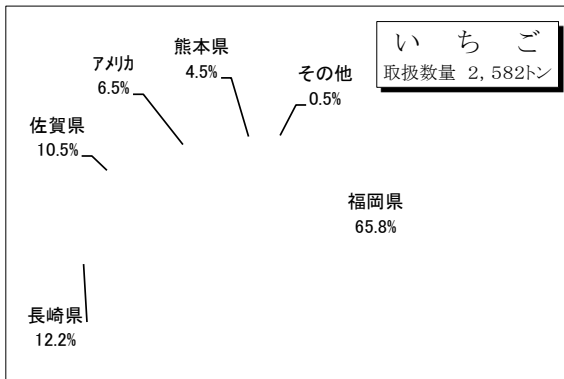 い ち ご
取扱数量 2,582トン
アメリカ
6.5%
熊本県
4.5%
その他
0.5%
佐賀県
10.5%
福岡県
65.8%
長崎県
12.2%